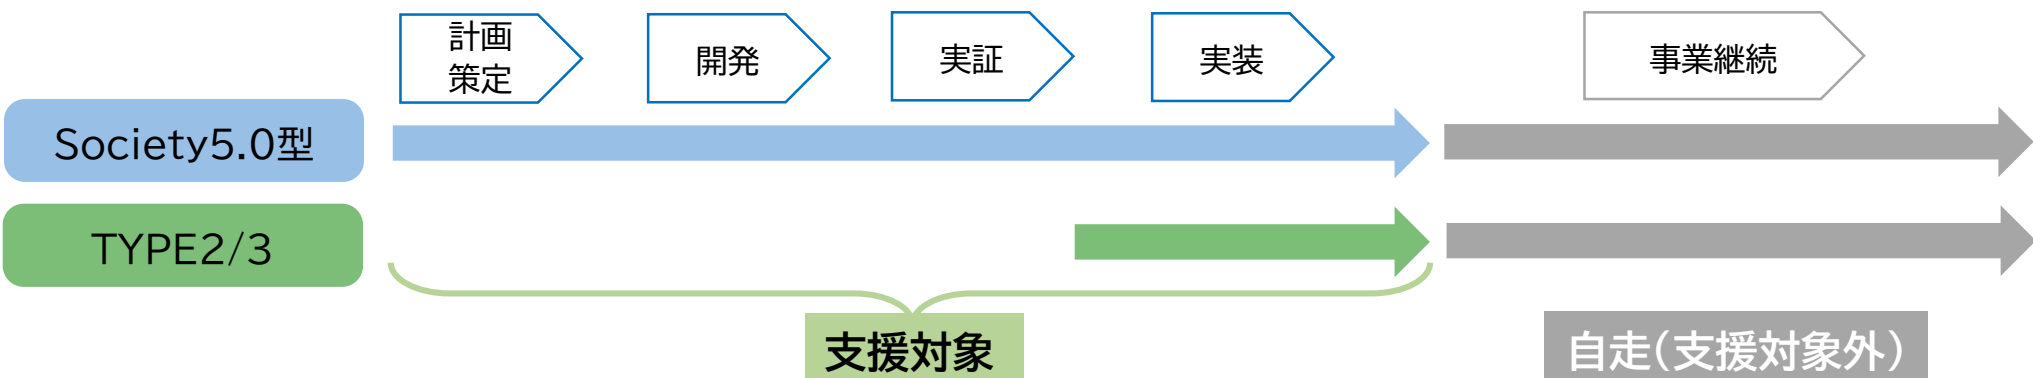 計画
策定
開発
実証
実装
事業継続
Society5.0型
TYPE2/3
支援対象
自走(支援対象外)